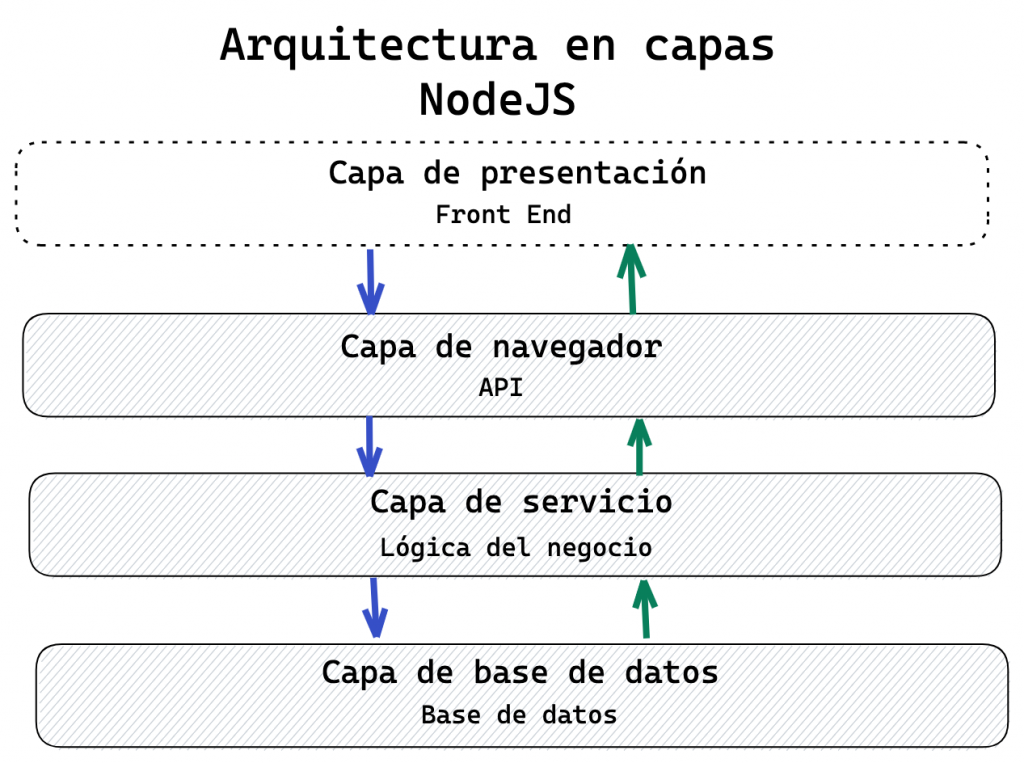 Arquitectura en capas
NodeJS
Capa de presentación
Front End
Capa de navegador
API
Capa de servicio
Lógica del negocio
Capa de base de datos
Base de datos